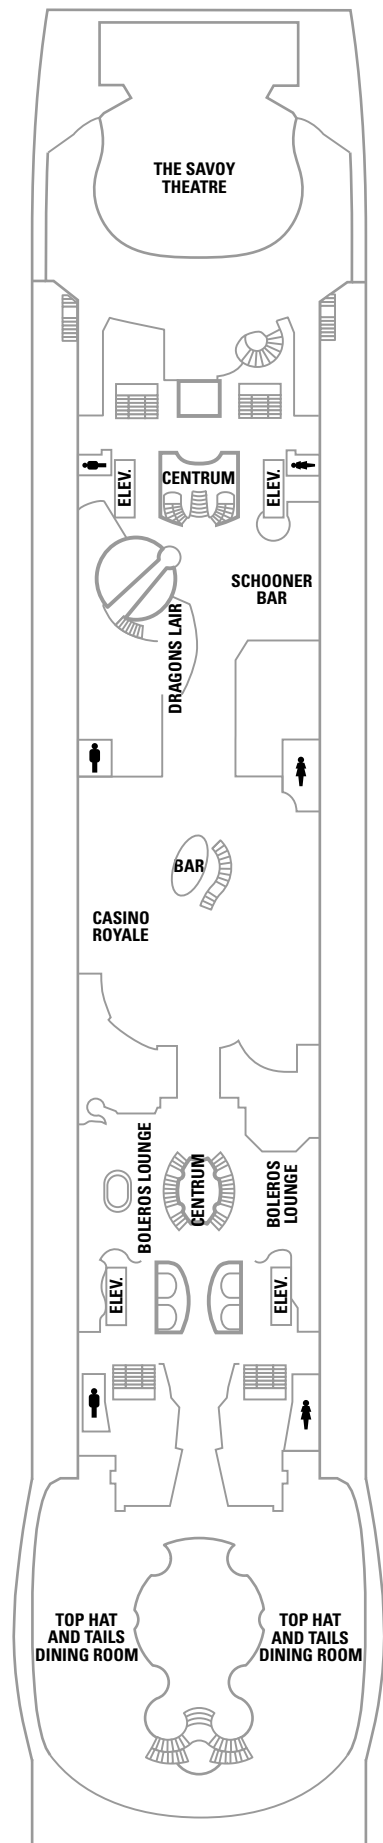 THE SAVOY
THEATRE
ELEV.
CENTRUM
ELEV.
SCHOONER
BAR
DRAGONS LAIR
BAR
CASINO
ROYALE
BOLEROS LOUNGE
CENTRUM
BOLEROS
LOUNGE
ELEV.
ELEV.
TOP HAT
AND TAILS
DINING ROOM
TOP HAT
AND TAILS
DINING ROOM